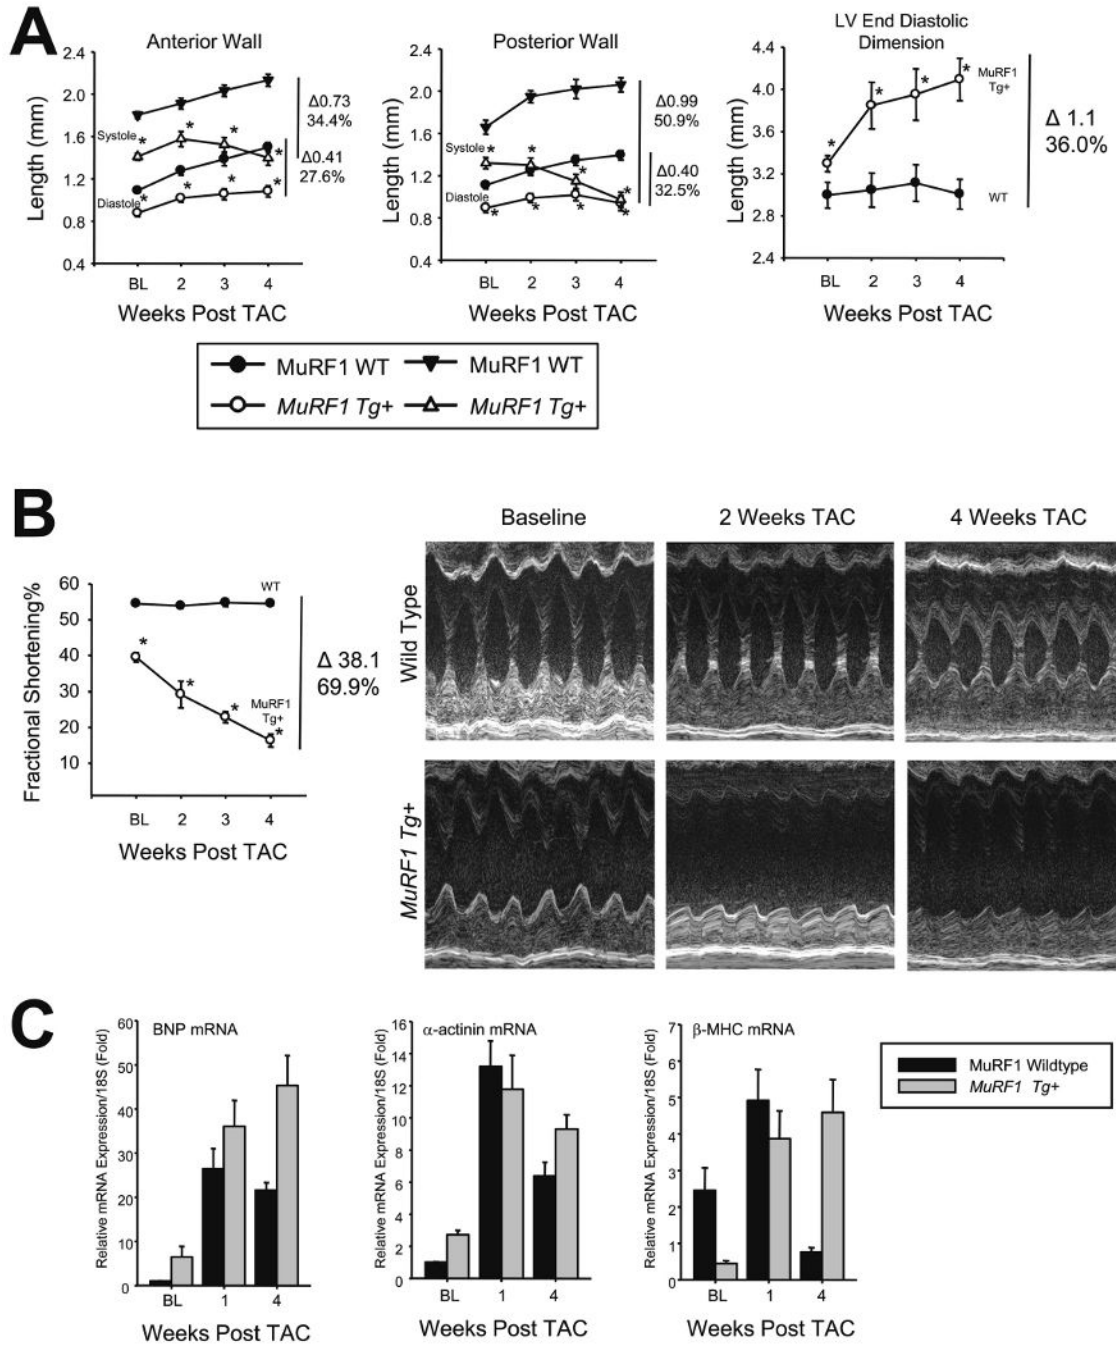 A
Anterior Wall
Length (mm)
2.4
2.0
1.6
1.2
0.8
0.4
Systole
Diastole
*
*
*
*
*
*
*
*
Δ0.73
34.4%
Δ0.41
27.6%
BL 2 3 4
Weeks Post TAC
Posterior Wall
Length (mm)
2.4
2.0
1.6
1.2
0.8
0.4
Systole
Diastole
*
*
*
*
*
*
*
*
Δ0.99
50.9%
Δ0.40
32.5%
BL 2 3 4
Weeks Post TAC
LV End Diastolic
Dimension
Length (mm)
4.4
4.0
3.6
3.2
2.8
2.4
*
*
*
*
MuRF1
Tg+
WT
Δ 1.1
36.0%
BL 2 3 4
Weeks Post TAC
MuRF1 WT MuRF1 WT
MuRF1 Tg+ MuRF1 Tg+
B
Fractional Shortening%
60
50
40
30
20
10
WT
*
*
*
*
MuRF1
Tg+
Δ 38.1
69.9%
BL 2 3 4
Weeks Post TAC
Baseline 2 Weeks TAC 4 Weeks TAC
Wild Type
MuRF1 Tg+
C
BNP mRNA
Relative mRNA Expression/18S (Fold)
60
50
40
30
20
10
0
BL 1 4
Weeks Post TAC
α-actinin mRNA
Relative mRNA Expression/18S (Fold)
16
14
12
10
8
6
4
2
0
BL 1 4
Weeks Post TAC
β-MHC mRNA
Relative mRNA Expression/18S (Fold)
7
6
5
4
3
2
1
0
BL 1 4
Weeks Post TAC
MuRF1 Wildtype
MuRF1 Tg+